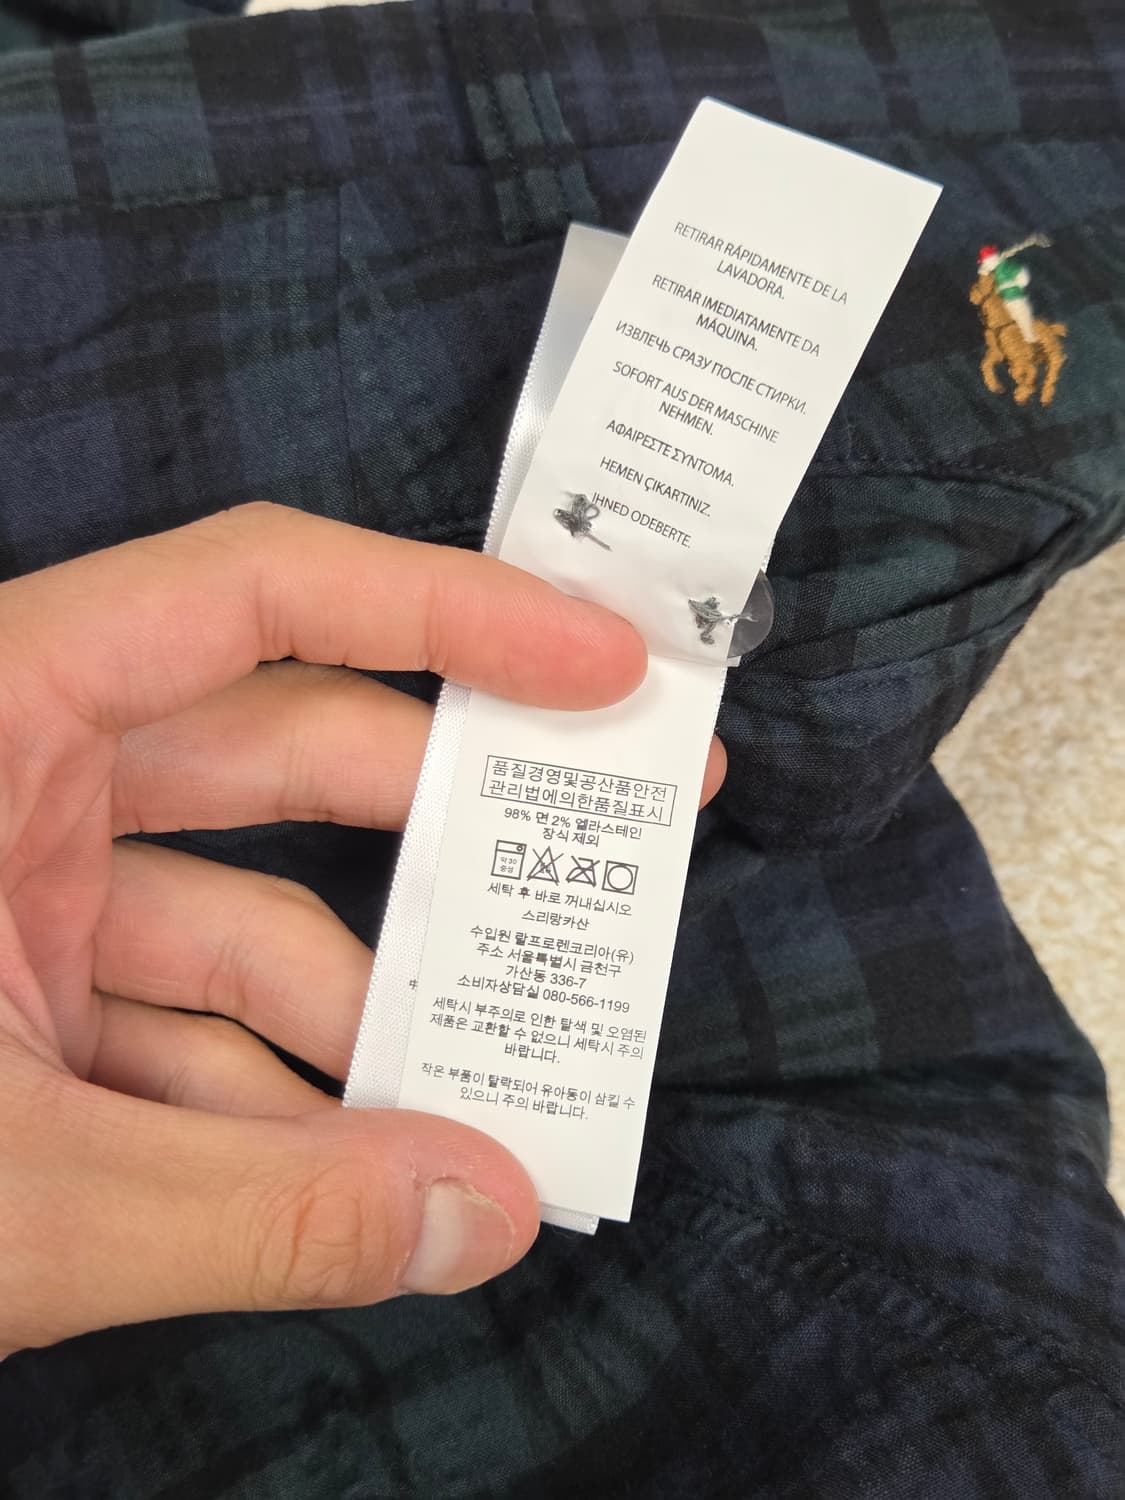 RETIRAR RÁPIDAMENTE DE LA
LAVADORA.
RETIRAR IMEDIATAMENTE DA
MÁQUINA.
ИЗВЛЕЧЬ СРАЗУ ПОСЛЕ СТИРКИ.
SOFORT AUS DER MASCHINE
NEHMEN.
ΑΦΑΙΡΕΣΤΕ ΣΥΝΤΟΜΑ.
HEMEN ÇIKARTINIZ.
IHNED ODEBERTE.
품질경영및공산품안전
관리법에의한품질표시
98% 면 2% 엘라스테인
장식 제외
약 30
중성
세탁 후 바로 꺼내십시오
스리랑카산
수입원 랄프로렌코리아(유)
주소 서울특별시 금천구
가산동 336-7
소비자상담실 080-566-1199
세탁시 부주의로 인한 탈색 및 오염된
제품은 교환할 수 없으니 세탁시 주의
바랍니다.
작은 부품이 탈락되어 유아동이 삼킬 수
있으니 주의 바랍니다.